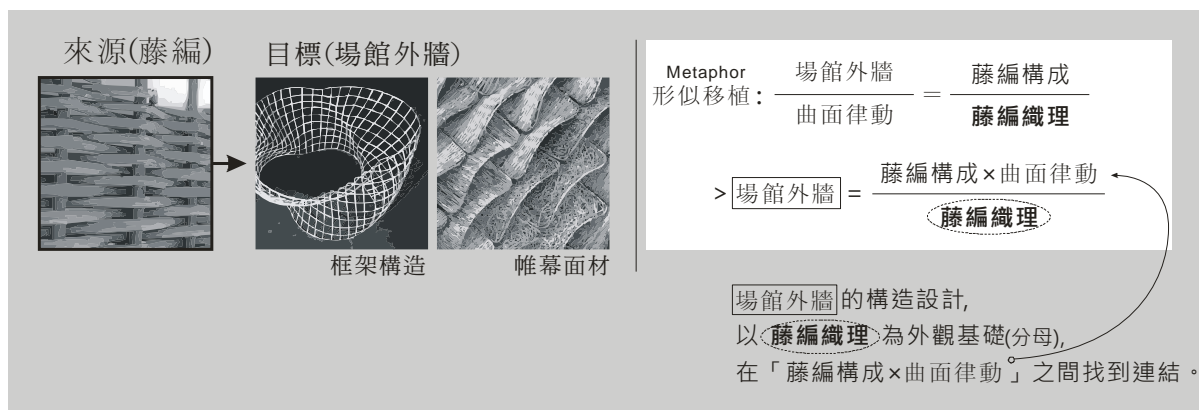 來源(藤編)
目標(場館外牆)
框架構造
帷幕面材
Metaphor
形似移植：
場館外牆
曲面律動
=
藤編構成
藤編織理
> 場館外牆 =
藤編構成×曲面律動
藤編織理
場館外牆 的構造設計,
以 藤編織理 為外觀基礎(分母),
在「藤編構成×曲面律動」之間找到連結。